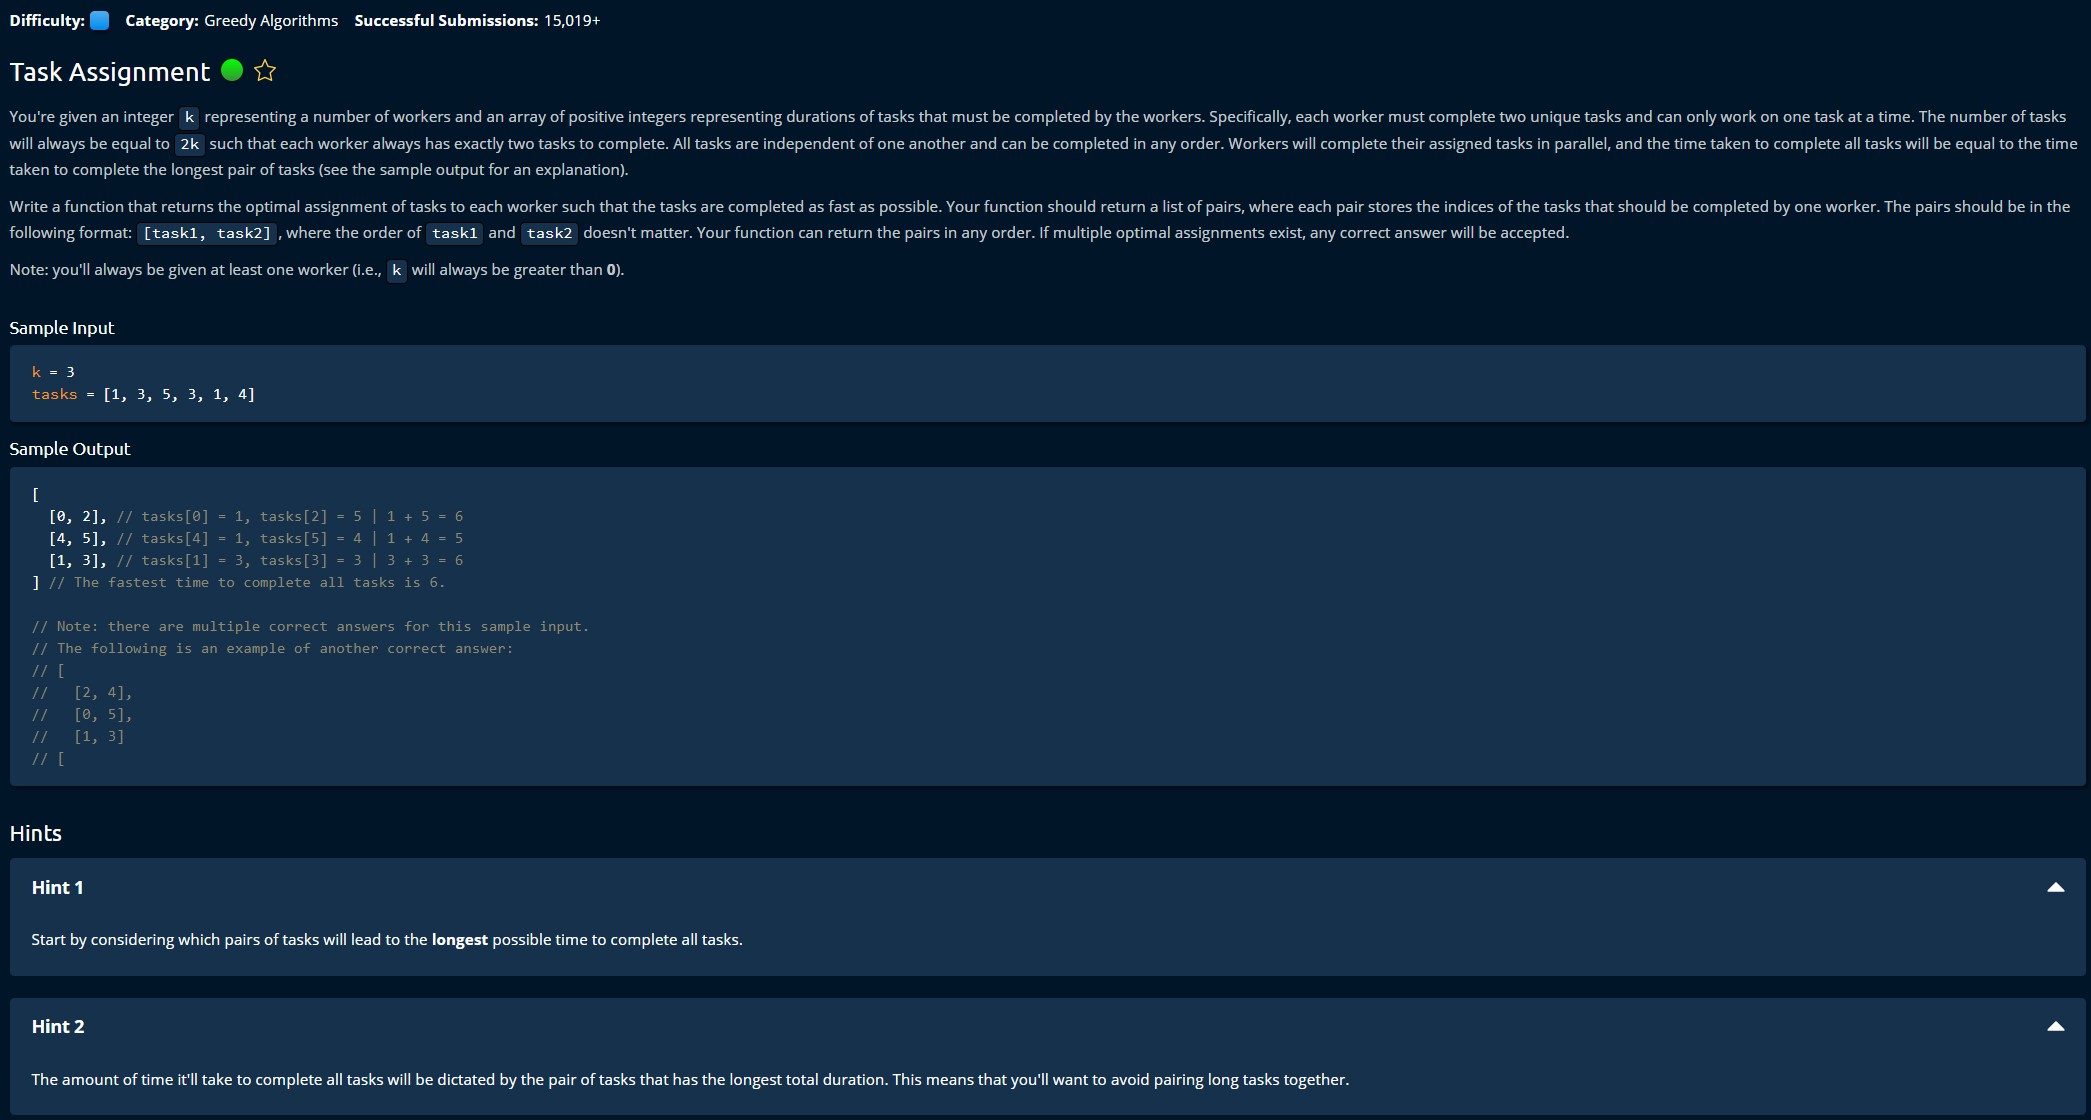 Difficulty: Category: Greedy Algorithms Successful Submissions: 15,019+
Task Assignment
You're given an integer k representing a number of workers and an array of positive integers representing durations of tasks that must be completed by the workers. Specifically, each worker must complete two unique tasks and can only work on one task at a time. The number of tasks
will always be equal to 2k such that each worker always has exactly two tasks to complete. All tasks are independent of one another and can be completed in any order. Workers will complete their assigned tasks in parallel, and the time taken to complete all tasks will be equal to the time
taken to complete the longest pair of tasks (see the sample output for an explanation).
Write a function that returns the optimal assignment of tasks to each worker such that the tasks are completed as fast as possible. Your function should return a list of pairs, where each pair stores the indices of the tasks that should be completed by one worker. The pairs should be in the
following format: [task1, task2], where the order of task1 and task2 doesn't matter. Your function can return the pairs in any order. If multiple optimal assignments exist, any correct answer will be accepted.
Note: you'll always be given at least one worker (i.e., k will always be greater than 0).
Sample Input
k = 3
tasks = [1, 3, 5, 3, 1, 4]
Sample Output
[
  [0, 2], // tasks[0] = 1, tasks[2] = 5 | 1 + 5 = 6
  [4, 5], // tasks[4] = 1, tasks[5] = 4 | 1 + 4 = 5
  [1, 3], // tasks[1] = 3, tasks[3] = 3 | 3 + 3 = 6
] // The fastest time to complete all tasks is 6.
// Note: there are multiple correct answers for this sample input.
// The following is an example of another correct answer:
// [
//   [2, 4],
//   [0, 5],
//   [1, 3]
// [
Hints
Hint 1
Start by considering which pairs of tasks will lead to the longest possible time to complete all tasks.
Hint 2
The amount of time it'll take to complete all tasks will be dictated by the pair of tasks that has the longest total duration. This means that you'll want to avoid pairing long tasks together.